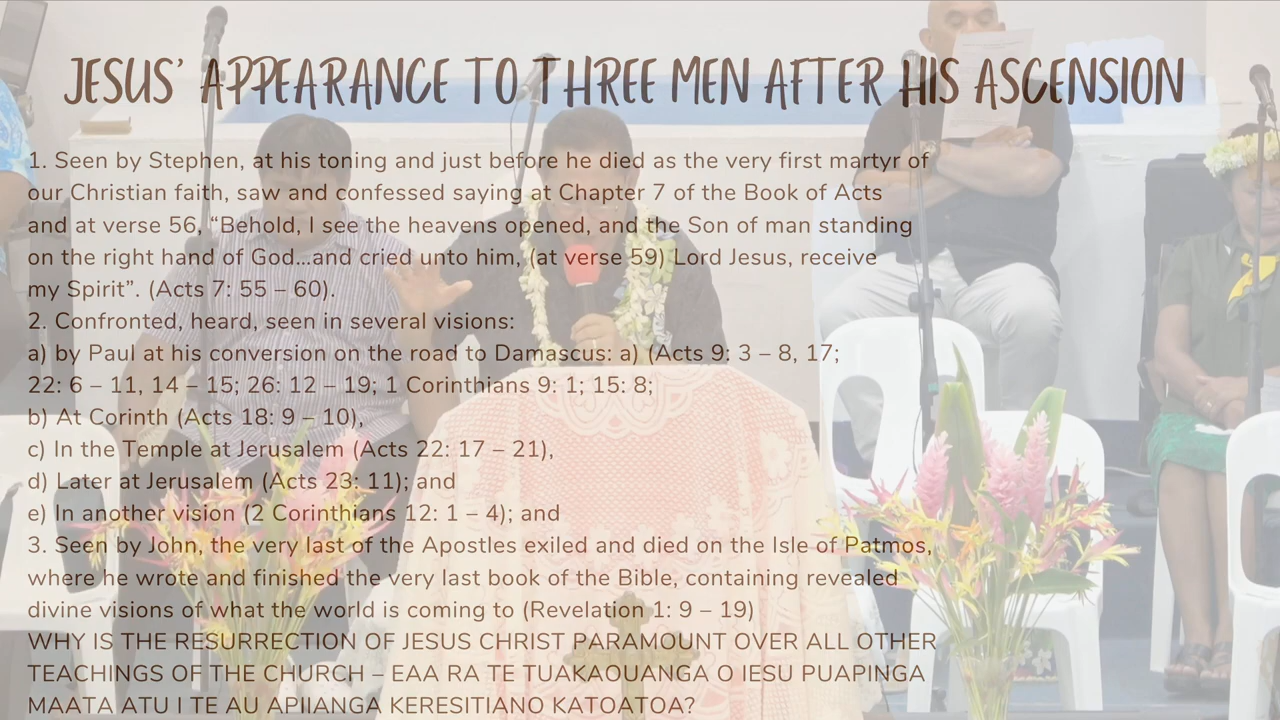 JESUS' APPEARANCE TO THREE MEN AFTER HIS ASCENSION
1. Seen by Stephen, at his toning and just before he died as the very first martyr of
our Christian faith, saw and confessed saying at Chapter 7 of the Book of Acts
and at verse 56, “Behold, I see the heavens opened, and the Son of man standing
on the right hand of God...and cried unto him, (at verse 59) Lord Jesus, receive
my Spirit”. (Acts 7: 55 – 60).
2. Confronted, heard, seen in several visions:
a) by Paul at his conversion on the road to Damascus: a) (Acts 9: 3 – 8, 17;
22: 6 – 11, 14 – 15; 26: 12 – 19; 1 Corinthians 9: 1; 15: 8;
b) At Corinth (Acts 18: 9 – 10),
c) In the Temple at Jerusalem (Acts 22: 17 – 21),
d) Later at Jerusalem (Acts 23: 11); and
e) In another vision (2 Corinthians 12: 1 – 4); and
3. Seen by John, the very last of the Apostles exiled and died on the Isle of Patmos,
where he wrote and finished the very last book of the Bible, containing revealed
divine visions of what the world is coming to (Revelation 1: 9 – 19)
WHY IS THE RESURRECTION OF JESUS CHRIST PARAMOUNT OVER ALL OTHER
TEACHINGS OF THE CHURCH – EAA RA TE TUAKAOUANGA O IESU PUAPINGA
MAATA ATU I TE AU APIIANGA KERESITIANO KATOATOA?